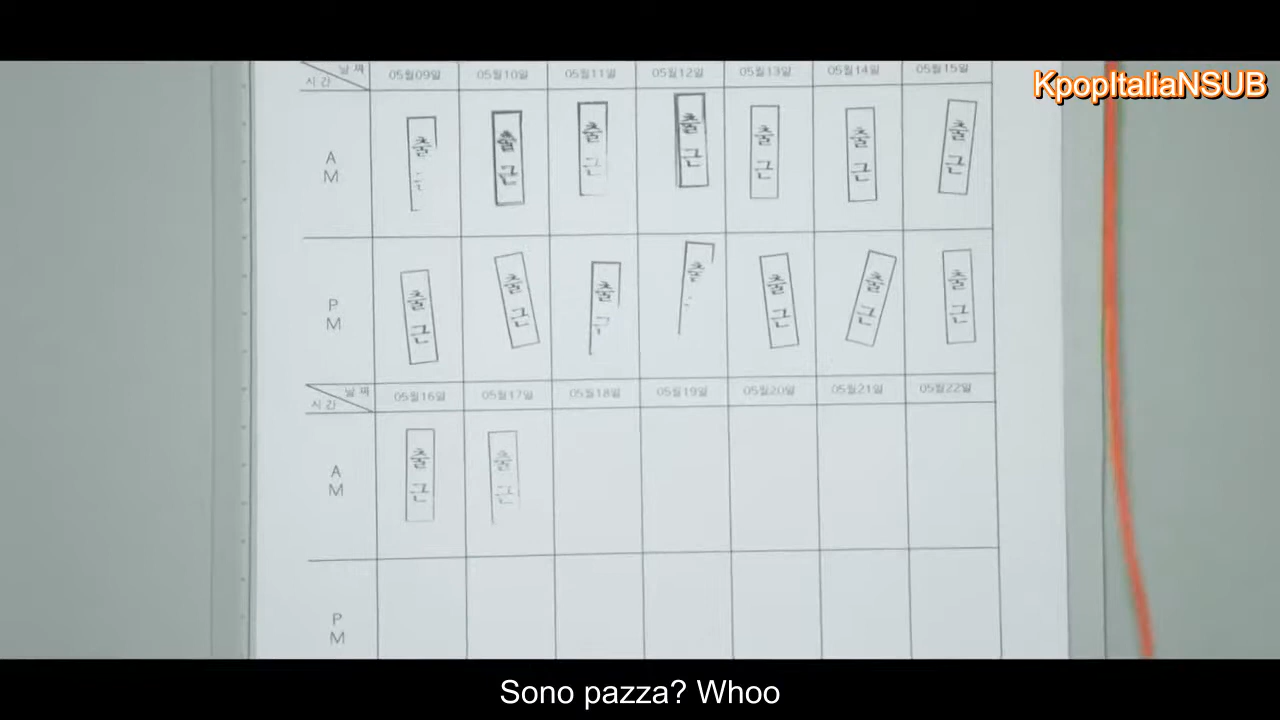 KpopItaliaNSUB
날짜 05월09일 05월10일 05월11일 05월12일 05월13일 05월14일 05월15일
시간
A
M
출근 출근 출근 출근 출근 출근 출근
P
M
출근 출근 출근 출 출근 출근 출근
날짜 05월16일 05월17일 05월18일 05월19일 05월20일 05월21일 05월22일
시간
A
M
출근 출근
P
M
Sono pazza? Whoo